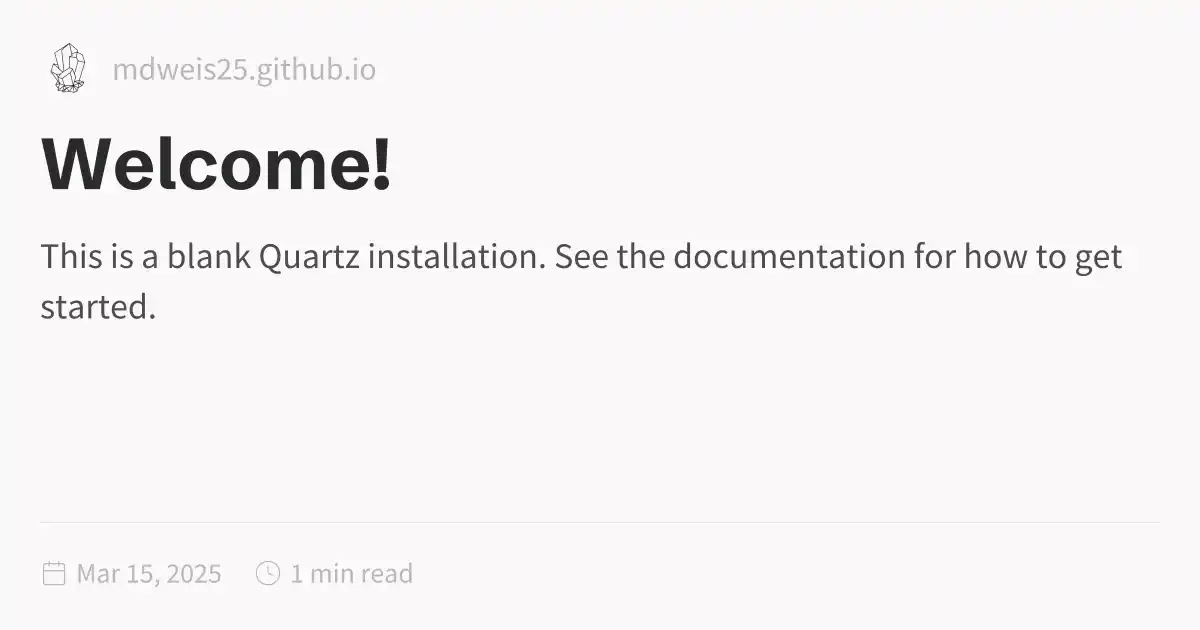 mdweis25.github.io
Welcome!
This is a blank Quartz installation. See the documentation for how to get
started.
Mar 15, 2025 1 min read